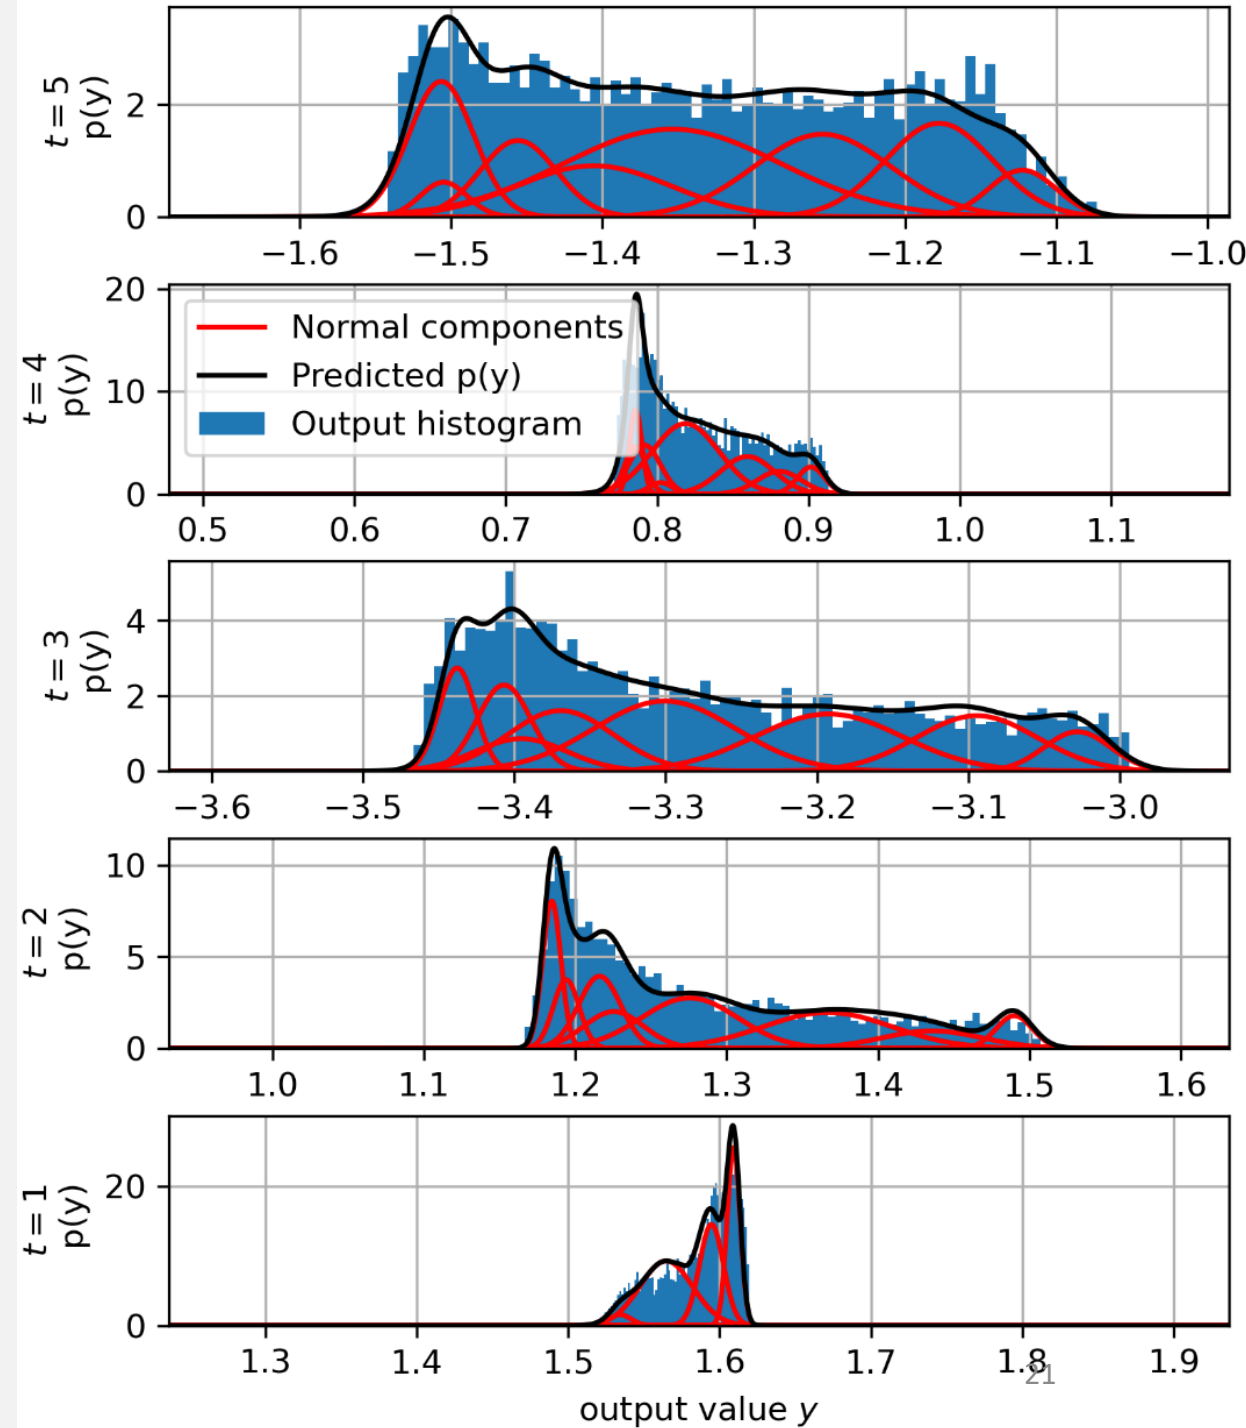 t = 5
p(y)
2
0
−1.6 −1.5 −1.4 −1.3 −1.2 −1.1 −1.0
t = 4
p(y)
20
10
0
Normal components
Predicted p(y)
Output histogram
0.5 0.6 0.7 0.8 0.9 1.0 1.1
t = 3
p(y)
4
2
0
−3.6 −3.5 −3.4 −3.3 −3.2 −3.1 −3.0
t = 2
p(y)
10
5
0
1.0 1.1 1.2 1.3 1.4 1.5 1.6
t = 1
p(y)
20
0
1.3 1.4 1.5 1.6 1.7 1.8 1.9
21
output value y